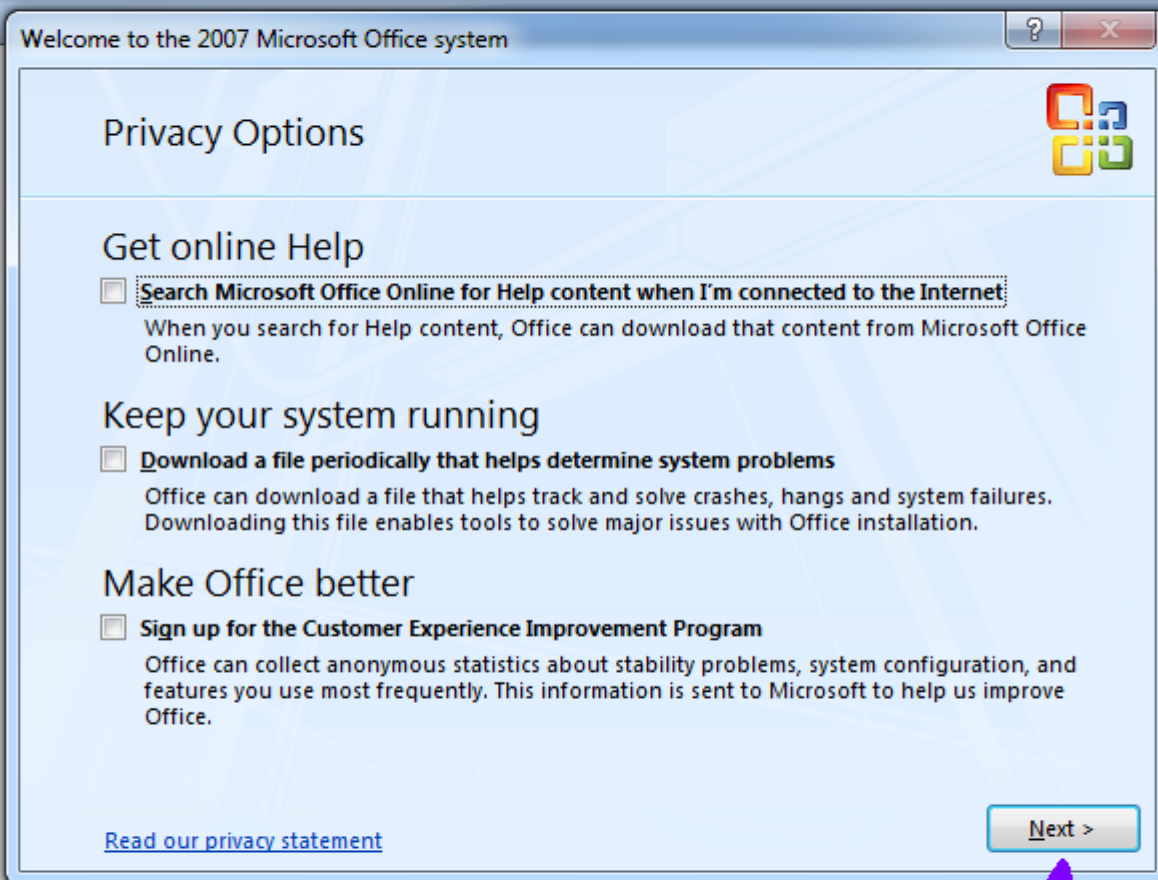 Welcome to the 2007 Microsoft Office system
Privacy Options
Get online Help
Search Microsoft Office Online for Help content when I'm connected to the Internet
When you search for Help content, Office can download that content from Microsoft Office
Online.
Keep your system running
Download a file periodically that helps determine system problems
Office can download a file that helps track and solve crashes, hangs and system failures.
Downloading this file enables tools to solve major issues with Office installation.
Make Office better
Sign up for the Customer Experience Improvement Program
Office can collect anonymous statistics about stability problems, system configuration, and
features you use most frequently. This information is sent to Microsoft to help us improve
Office.
Read our privacy statement
Next >